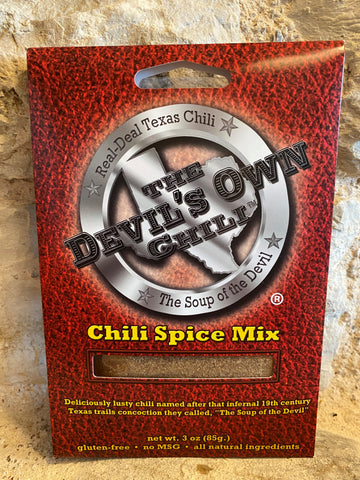 Real-Deal Texas Chili
THE
DEVIL'S OWN
CHILI™
The Soup of the Devil
®
Chili Spice Mix
Deliciously lusty chili named after that infernal 19th century
Texas trails concoction they called, "The Soup of the Devil"
net wt. 3 oz (85g.)
gluten-free • no MSG • all natural ingredients